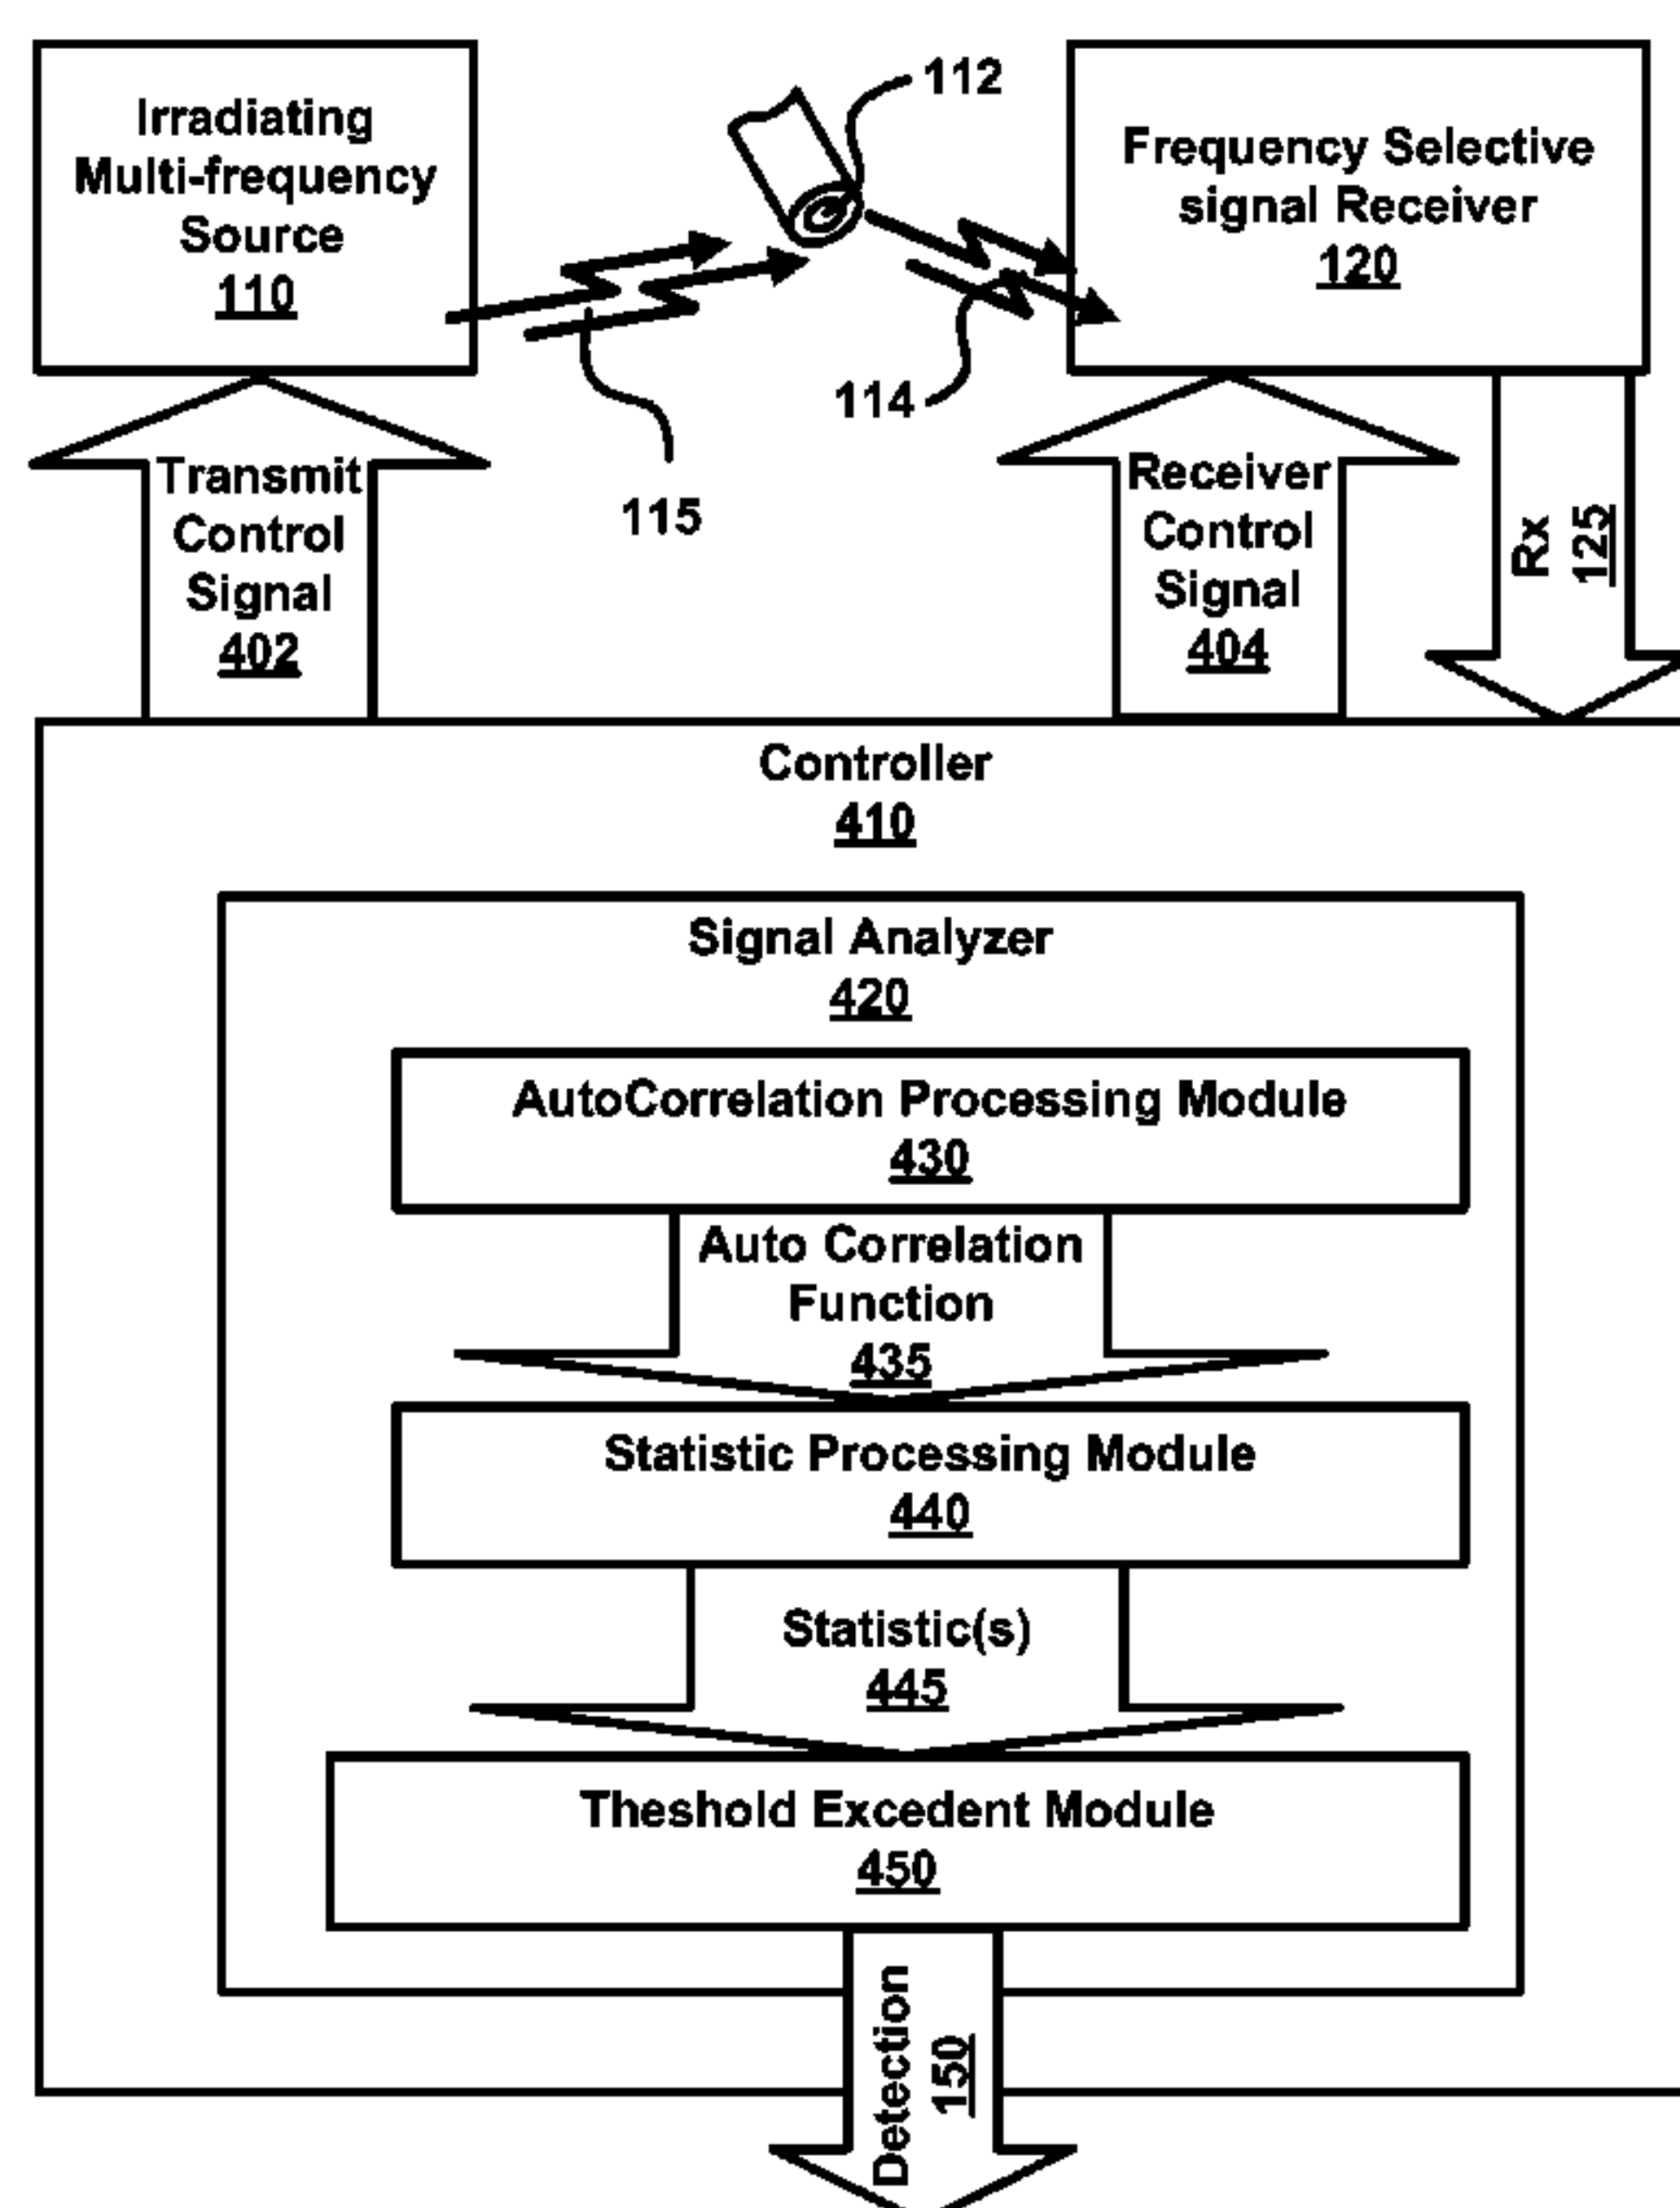 Irradiating
Multi-frequency
Source
110
112
Frequency Selective
signal Receiver
120
114
115
Transmit
Control
Signal
402
Receiver
Control
Signal
404
Rx
125
Controller
410
Signal Analyzer
420
AutoCorrelation Processing Module
430
Auto Correlation
Function
435
Statistic Processing Module
440
Statistic(s)
445
Theshold Excedent Module
450
Detection
150